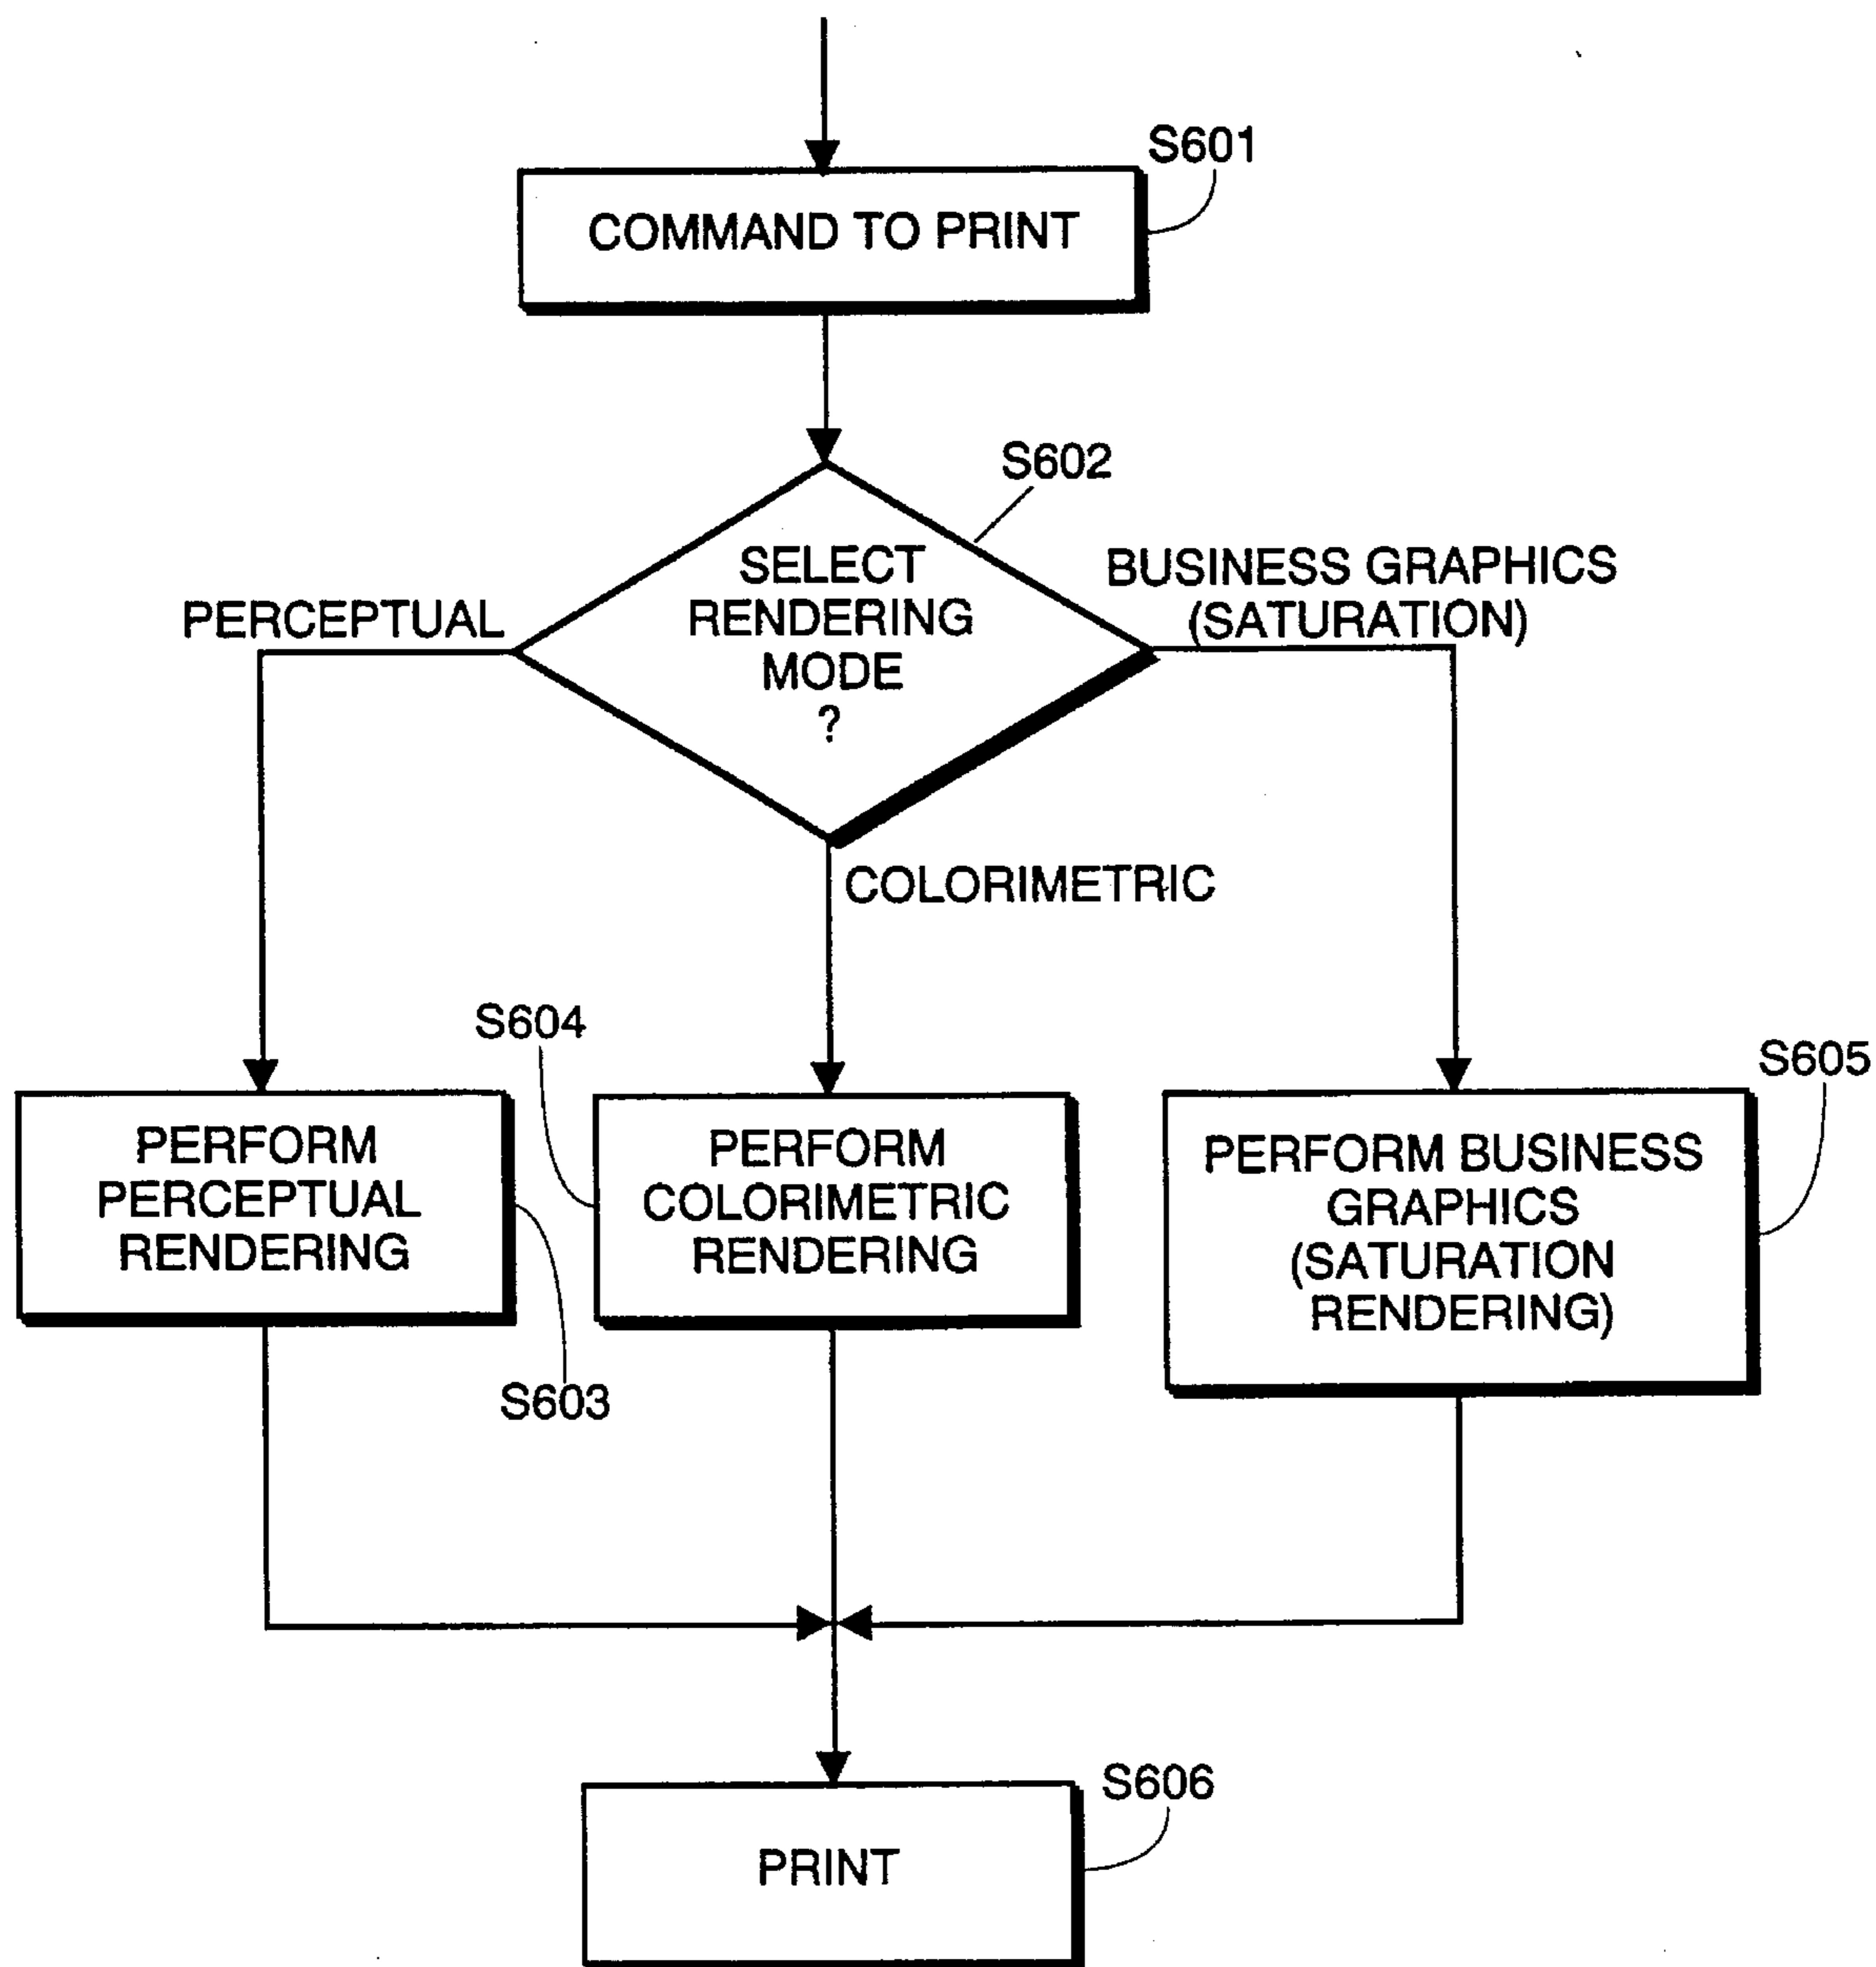 S601
COMMAND TO PRINT
S602
SELECT
RENDERING
MODE
?
PERCEPTUAL
BUSINESS GRAPHICS
(SATURATION)
COLORIMETRIC
S604
S605
PERFORM
PERCEPTUAL
RENDERING
PERFORM
COLORIMETRIC
RENDERING
PERFORM BUSINESS
GRAPHICS
(SATURATION
RENDERING)
S603
S606
PRINT